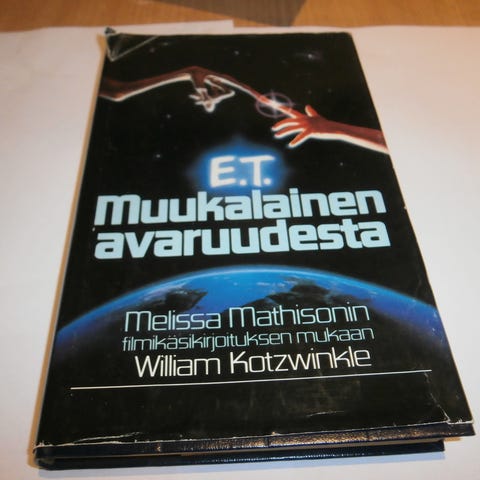 E.T.
Muukalainen
avaruudesta
Melissa Mathisonin
filmikäsikirjoituksen mukaan
William Kotzwinkle